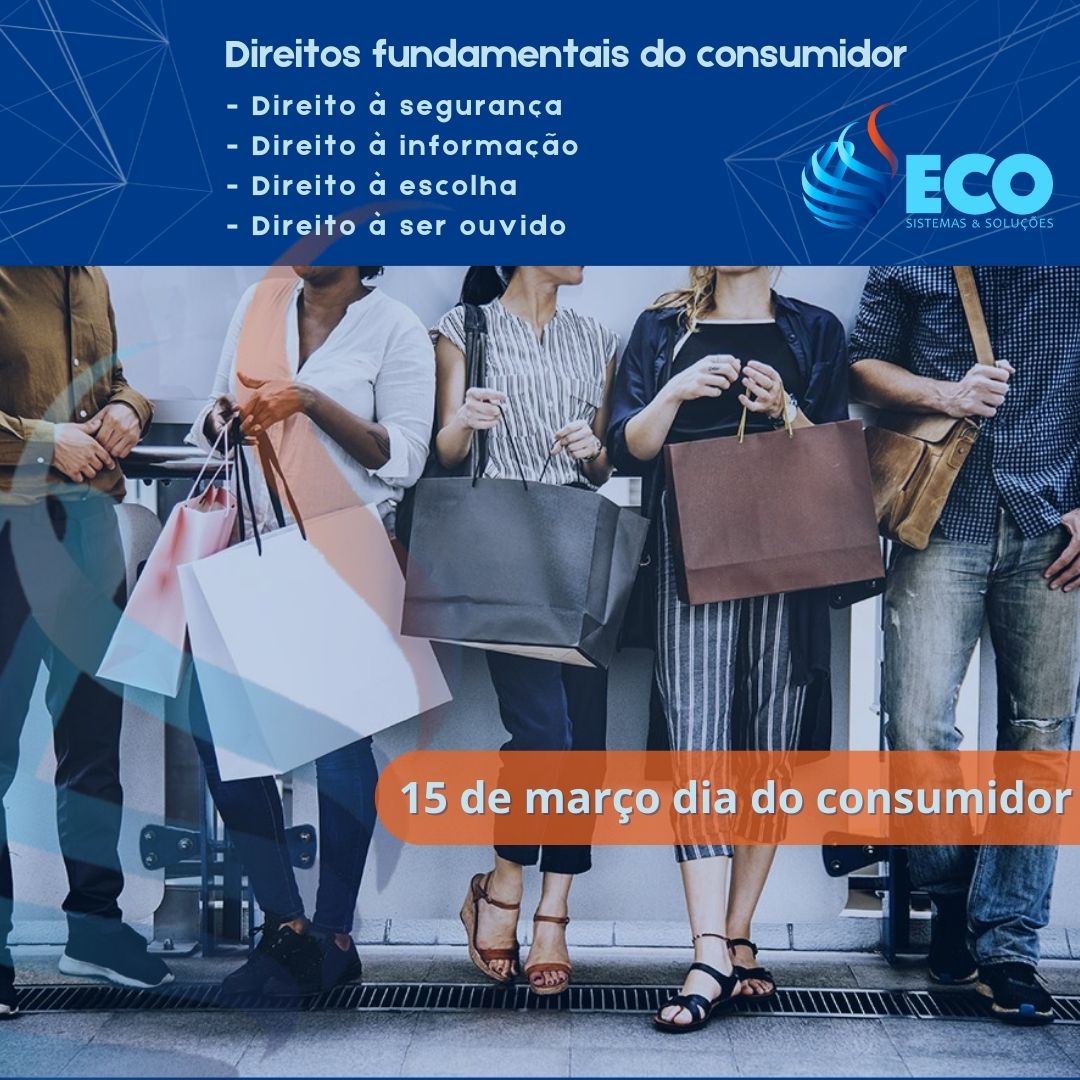 Direitos fundamentais do consumidor
- Direito à segurança
- Direito à informação
- Direito à escolha
- Direito à ser ouvido
ECO
SISTEMAS & SOLUÇÕES
15 de março dia do consumidor